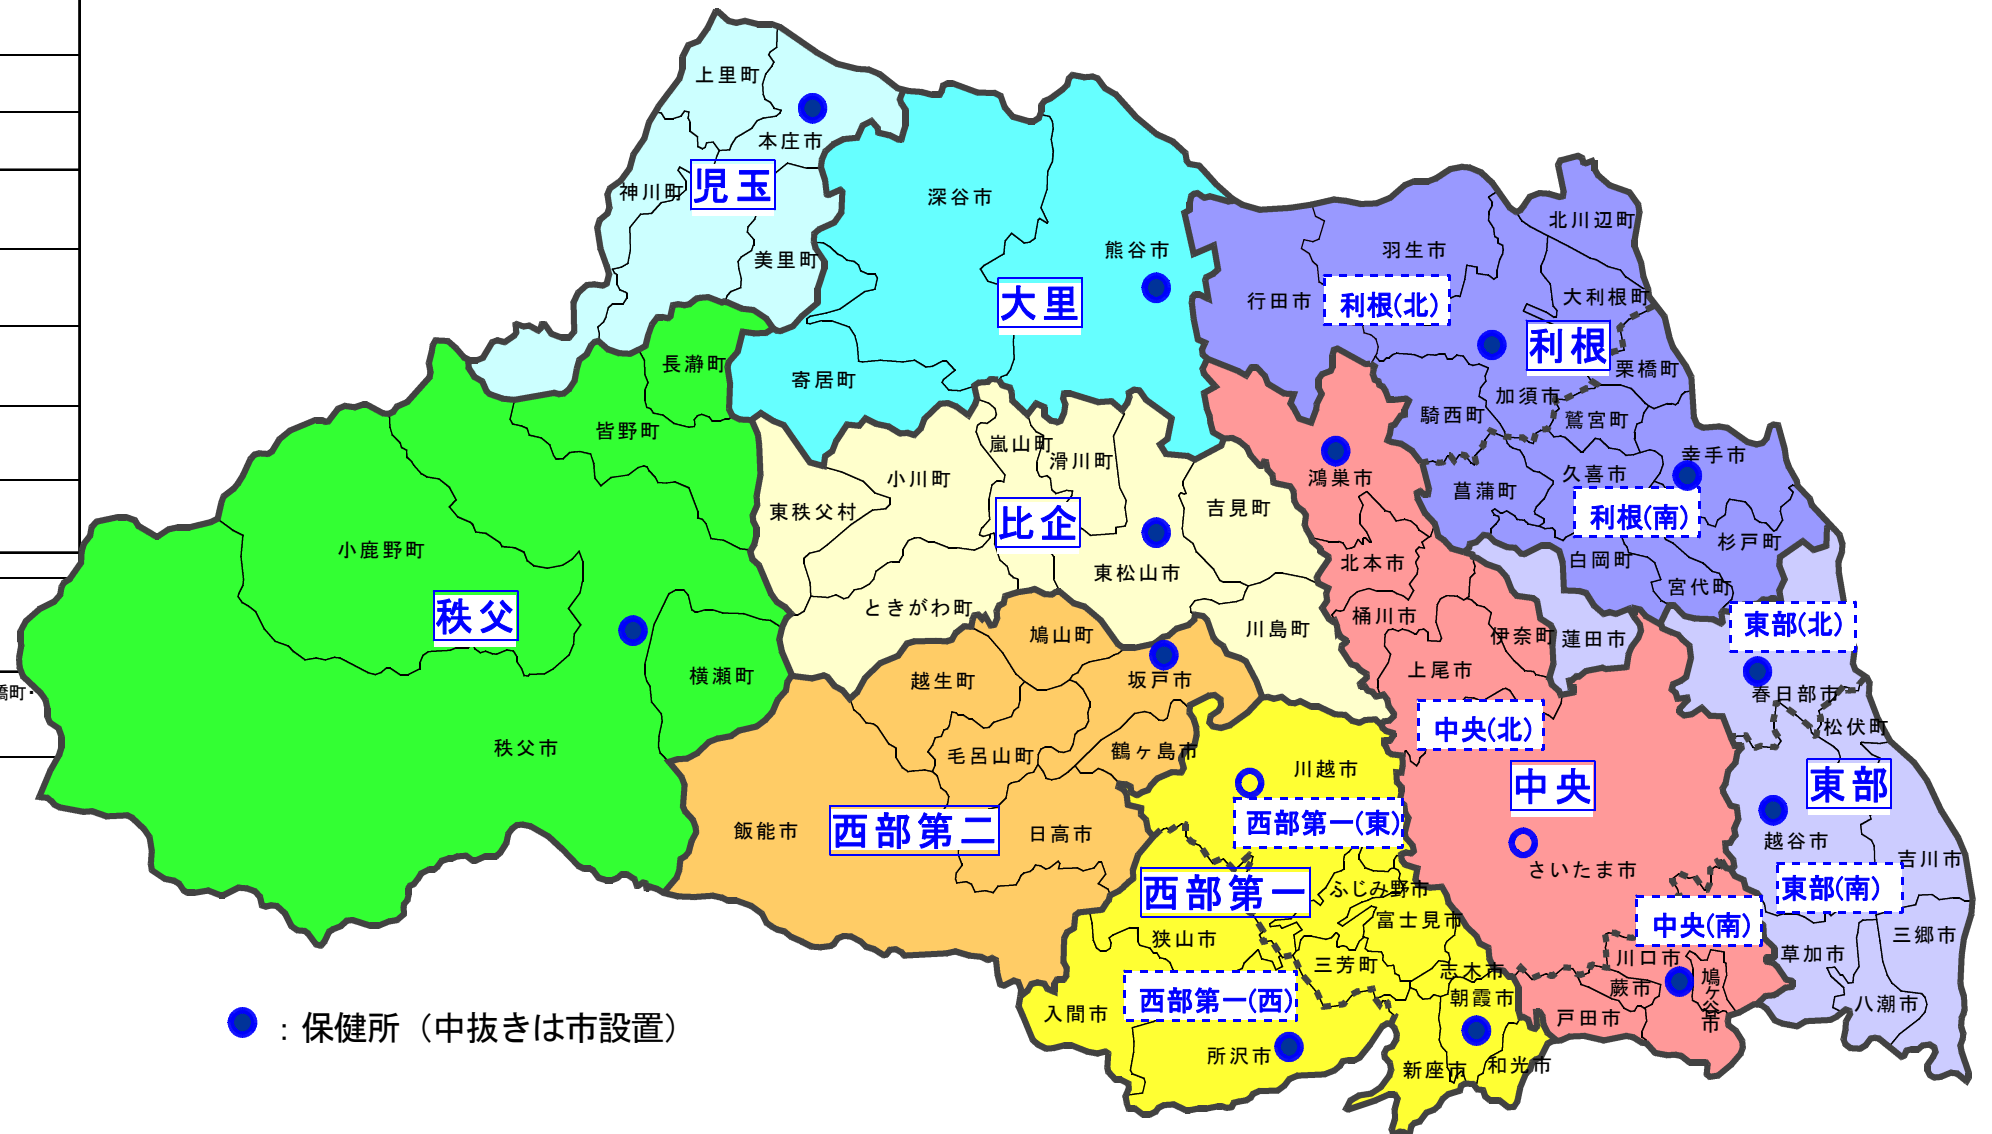 上里町
本庄市
神川町
児玉
美里町
深谷市
熊谷市
大里
寄居町
長瀞町
皆野町
小鹿野町
秩父
秩父市
横瀬町
嵐山町
滑川町
小川町
東秩父村
比企
吉見町
東松山市
ときがわ町
川島町
北川辺町
羽生市
行田市
利根(北)
大利根町
利根
栗橋町
加須市
騎西町
鷲宮町
幸手市
久喜市
菖蒲町
利根(南)
杉戸町
白岡町
宮代町
鴻巣市
北本市
桶川市
伊奈町
蓮田市
上尾市
中央(北)
中央
さいたま市
中央(南)
川口市
蕨市
鳩ヶ谷市
戸田市
東部(北)
春日部市
松伏町
東部
越谷市
吉川市
東部(南)
三郷市
草加市
八潮市
鳩山町
越生町
坂戸市
毛呂山町
鶴ヶ島市
飯能市
西部第二
日高市
川越市
西部第一(東)
西部第一
ふじみ野市
富士見市
狭山市
三芳町
志木市
朝霞市
西部第一(西)
入間市
所沢市
新座市
和光市
橋町・
：保健所（中抜きは市設置）